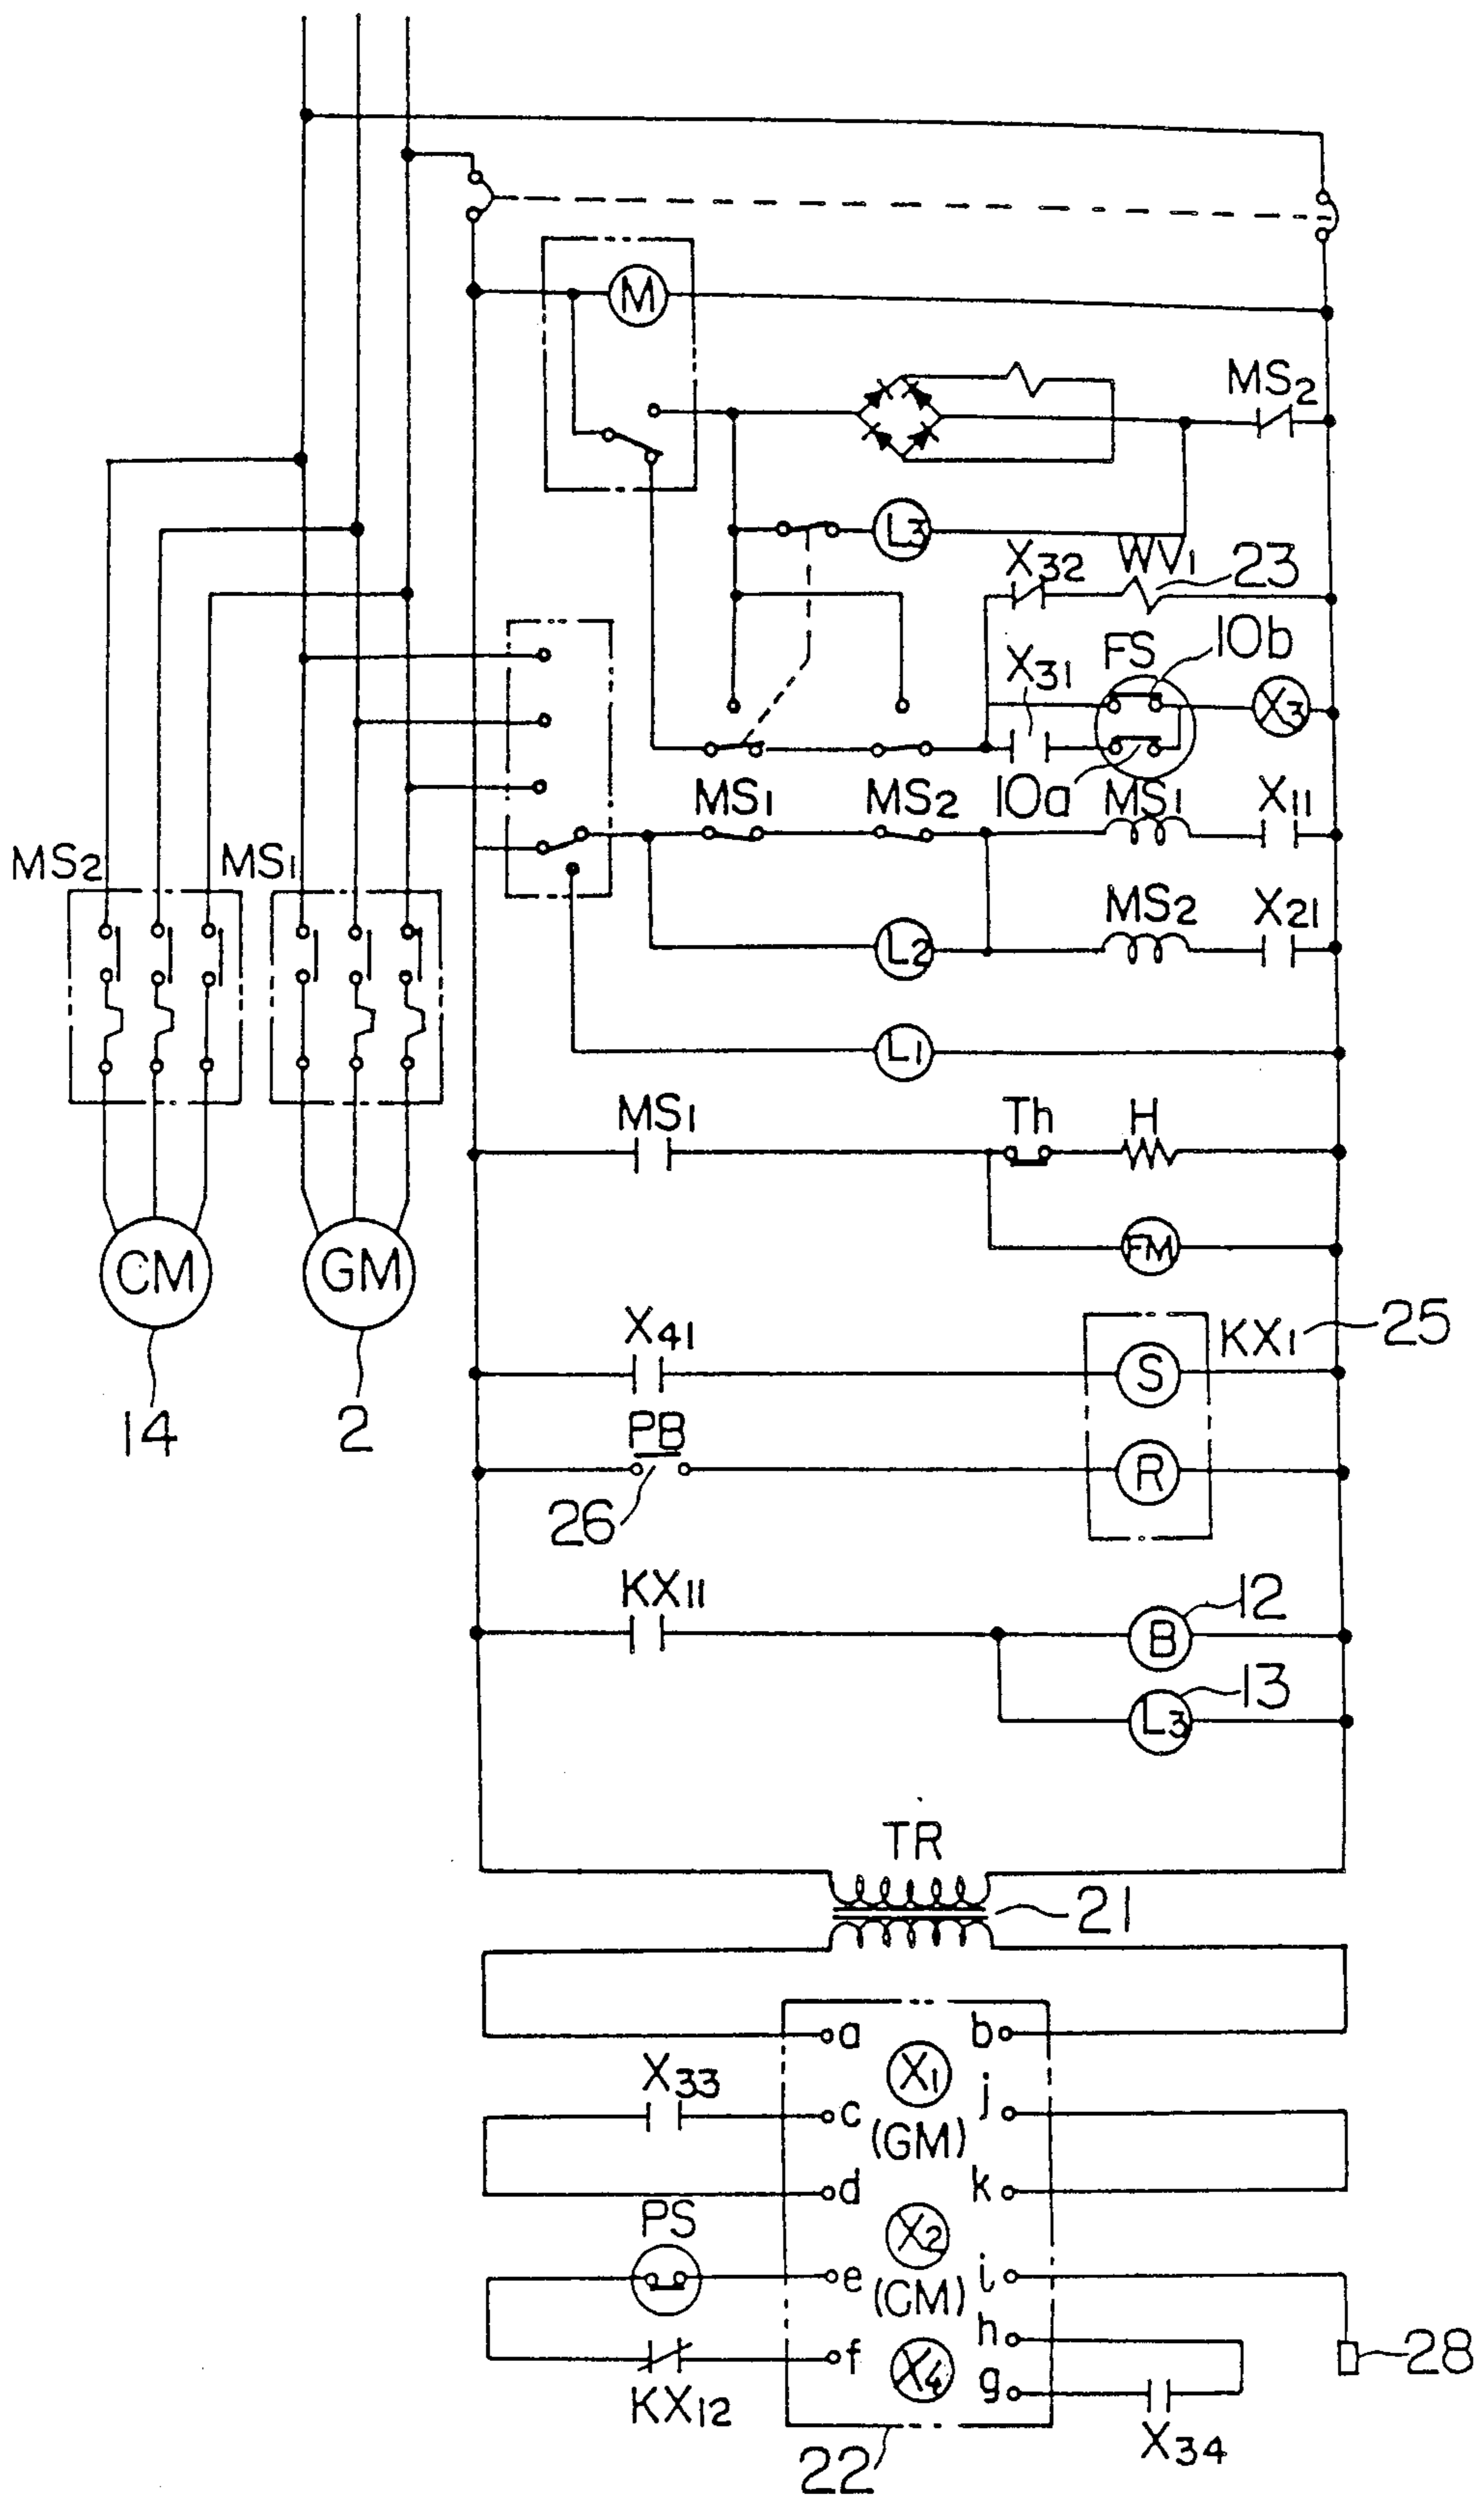 M
MS2
L3
X32
WV1
23
10b
FS
X31
X3
10a
MS1
MS2
MS1
X11
MS2
MS1
MS2
X21
L2
L1
MS1
Th
H
FM
CM
GM
14
2
X41
KX1
25
S
PB
26
R
KX11
12
B
13
L3
TR
21
a
b
X1
X33
c
j
(GM)
d
k
PS
X2
e
i
(CM)
h
f
X4
g
28
KX12
X34
22